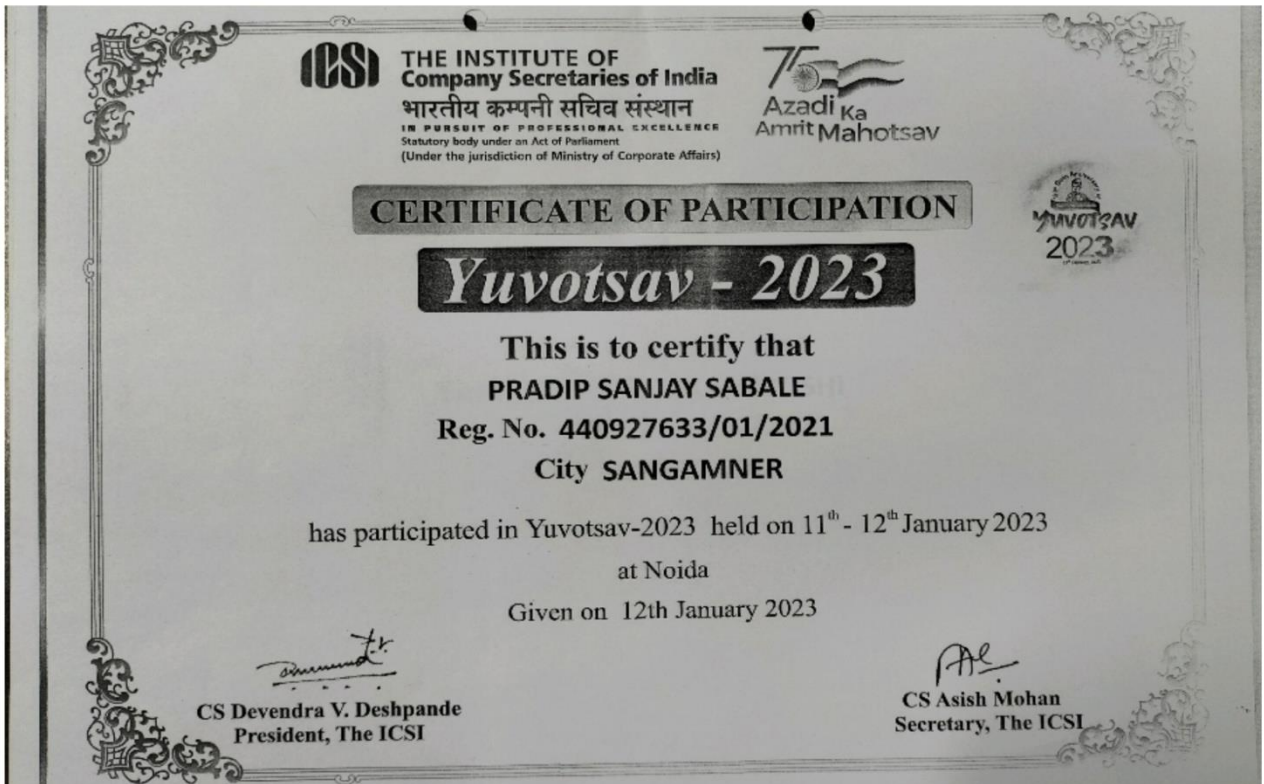 ICSI
THE INSTITUTE OF
Company Secretaries of India
भारतीय कम्पनी सचिव संस्थान
IN PURSUIT OF PROFESSIONAL EXCELLENCE
Statutory body under an Act of Parliament
(Under the jurisdiction of Ministry of Corporate Affairs)
75
Azadi Ka
Amrit Mahotsav
CERTIFICATE OF PARTICIPATION
YUVOTSAV
2023
Yuvotsav - 2023
This is to certify that
PRADIP SANJAY SABALE
Reg. No. 440927633/01/2021
City SANGAMNER
has participated in Yuvotsav-2023 held on 11th - 12th January 2023
at Noida
Given on 12th January 2023
CS Devendra V. Deshpande
President, The ICSI
CS Asish Mohan
Secretary, The ICSI